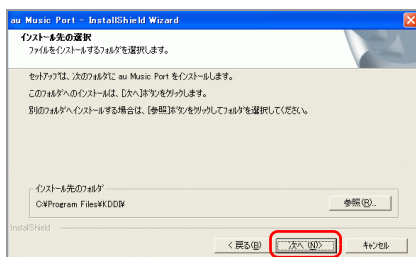 au Music Port - InstallShield Wizard
インストール先の選択
ファイルをインストールするフォルダを選択します。
セットアップは、次のフォルダに au Music Port をインストールします。
このフォルダへのインストールは、[次へ]ボタンをクリックします。
別のフォルダへインストールする場合は、[参照]ボタンをクリックしてフォルダを選択してください。
インストール先のフォルダ
C:¥Program Files¥KDDI¥
参照(R)...
InstallShield
< 戻る(B)
次へ (N)>
キャンセル